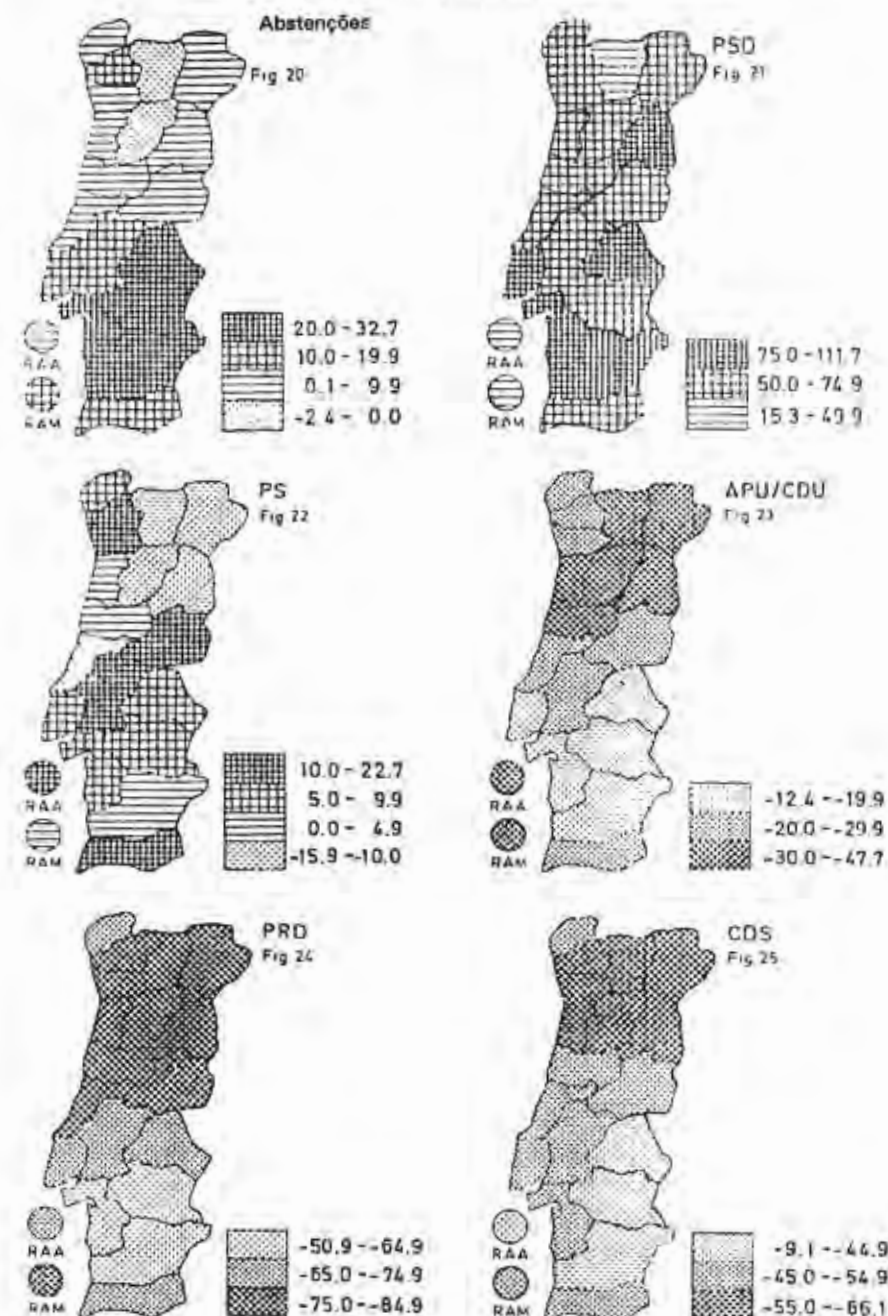 Abstenções
Fig 20
RAA
RAM
20.0 - 32.7
10.0 - 19.9
0.1 - 9.9
-2.4 - 0.0
PSD
Fig 21
RAA
RAM
75.0 - 111.7
50.0 - 74.9
15.3 - 49.9
PS
Fig 22
RAA
RAM
10.0 - 22.7
5.0 - 9.9
0.0 - 4.9
-15.9 - -10.0
APU/CDU
Fig 23
RAA
RAM
-12.4 - -19.9
-20.0 - -29.9
-30.0 - -47.7
PRD
Fig 24
RAA
RAM
-50.9 - -64.9
-65.0 - -74.9
-75.0 - -84.9
CDS
Fig 25
RAA
RAM
-9.1 - -44.9
-45.0 - -54.9
-55.0 - -66.1